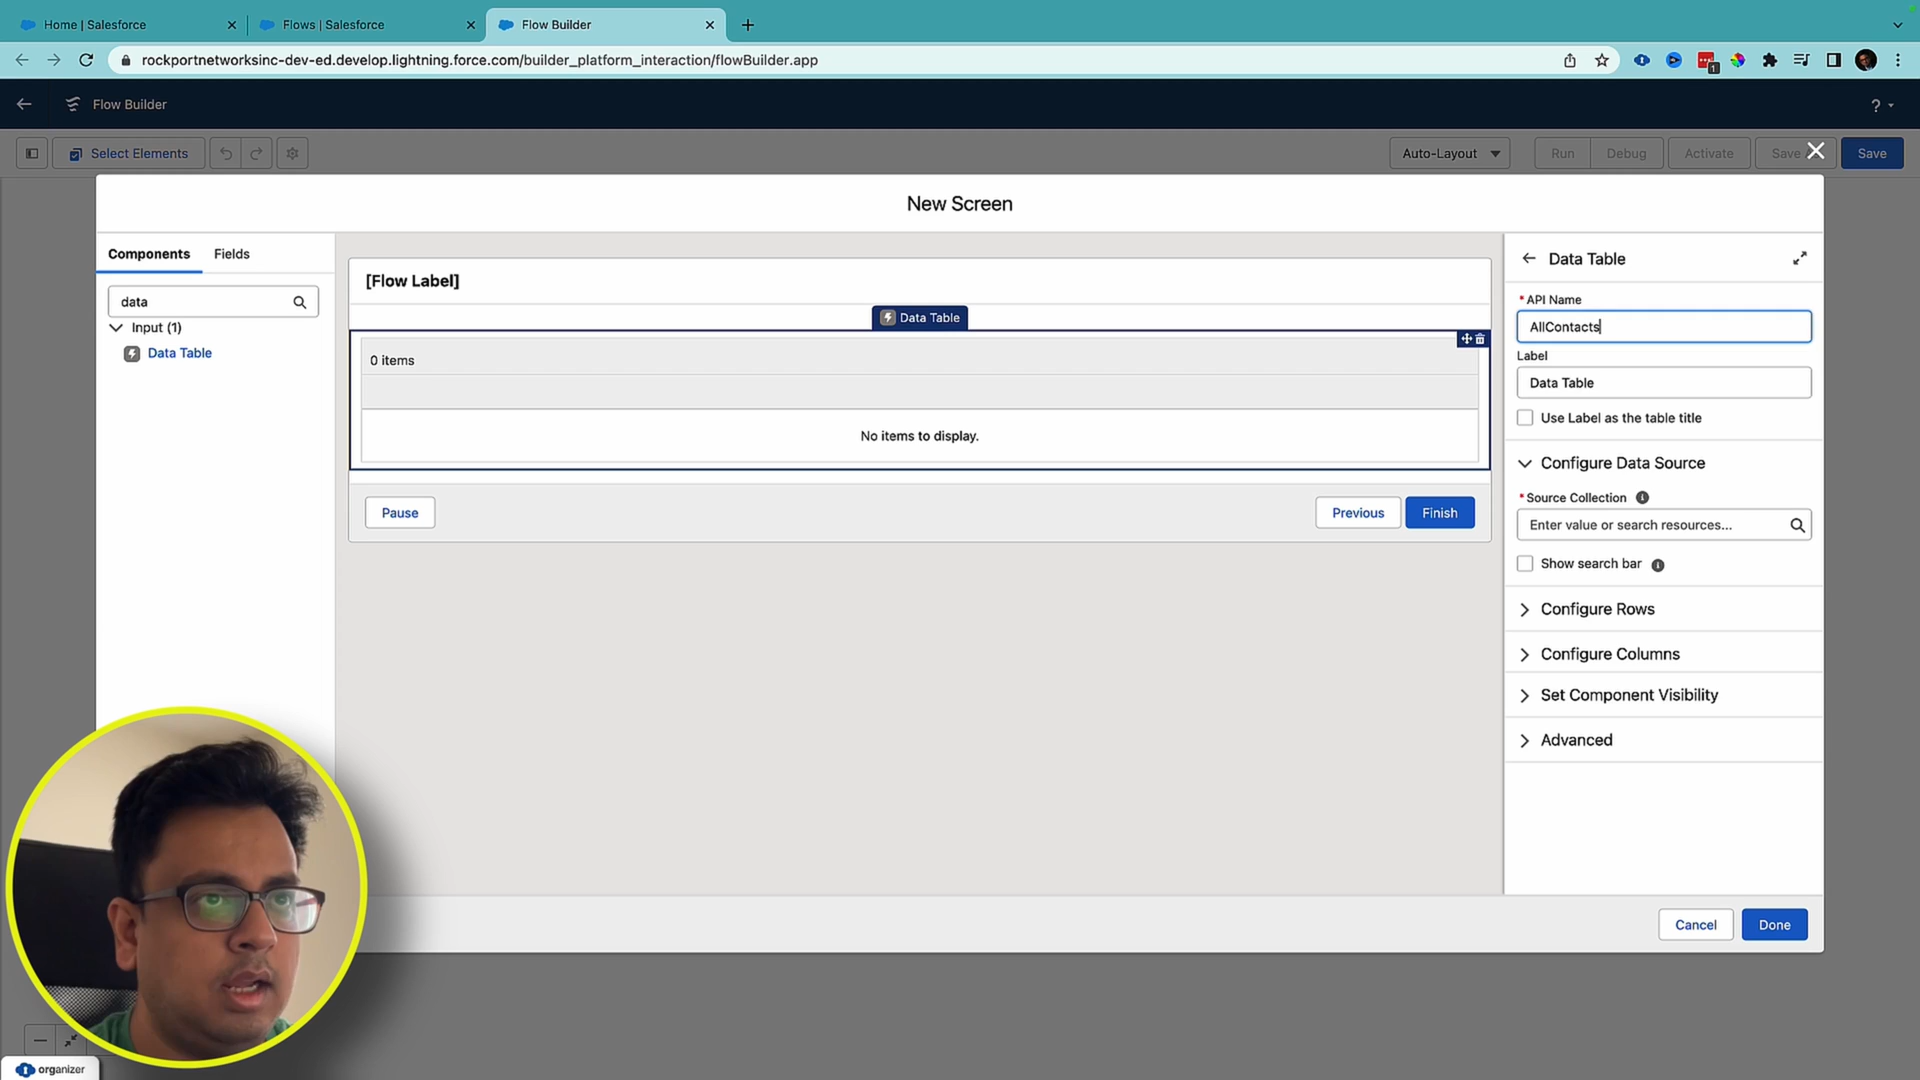 Home | Salesforce
Flows | Salesforce
Flow Builder
rockportnetworksinc-dev-ed.develop.lightning.force.com/builder_platform_interaction/flowBuilder.app
1
Flow Builder
?
Select Elements
Auto-Layout
Run
Debug
Activate
Save
Save
New Screen
Components
Fields
data
Input (1)
Data Table
[Flow Label]
Data Table
0 items
No items to display.
Pause
Previous
Finish
Data Table
* API Name
AllContacts
Label
Data Table
Use Label as the table title
Configure Data Source
* Source Collection
Enter value or search resources...
Show search bar
Configure Rows
Configure Columns
Set Component Visibility
Advanced
Cancel
Done
organizer